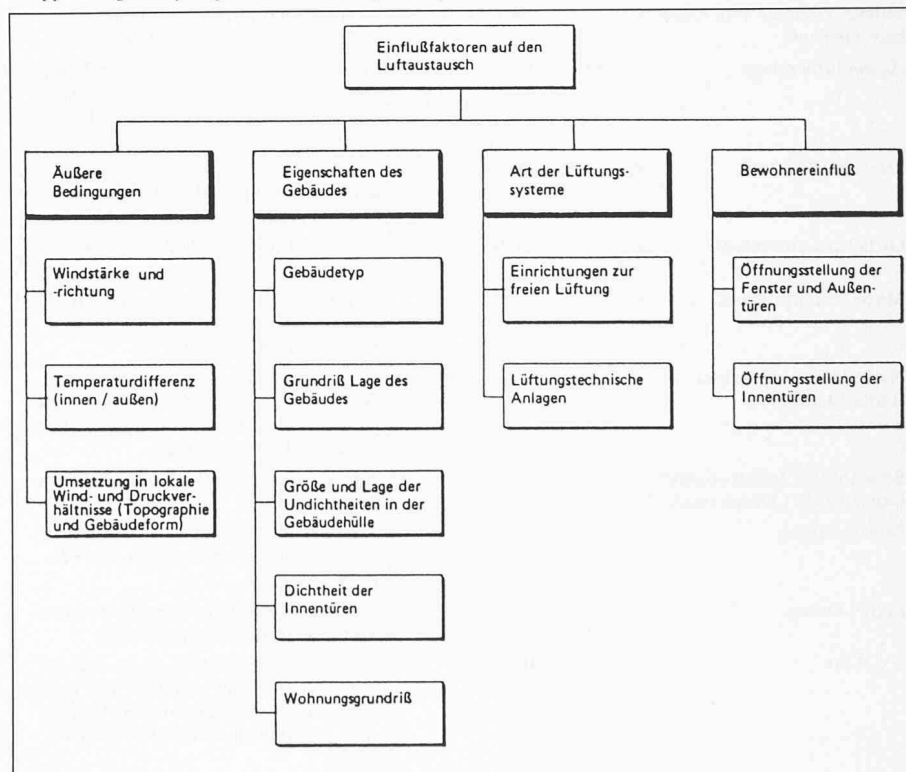 Einflußfaktoren auf den
Luftaustausch
Äußere
Bedingungen
Windstärke und
-richtung
Temperaturdifferenz
(innen / außen)
Umsetzung in lokale
Wind- und Druckver-
hältnisse (Topographie
und Gebäudeform)
Eigenschaften des
Gebäudes
Gebäudetyp
Grundriß Lage des
Gebäudes
Größe und Lage der
Undichtheiten in der
Gebäudehülle
Dichtheit der
Innentüren
Wohnungsgrundriß
Art der Lüftungs-
systeme
Einrichtungen zur
freien Lüftung
Lüftungstechnische
Anlagen
Bewohnereinfluß
Öffnungsstellung der
Fenster und Außen-
türen
Öffnungsstellung der
Innentüren